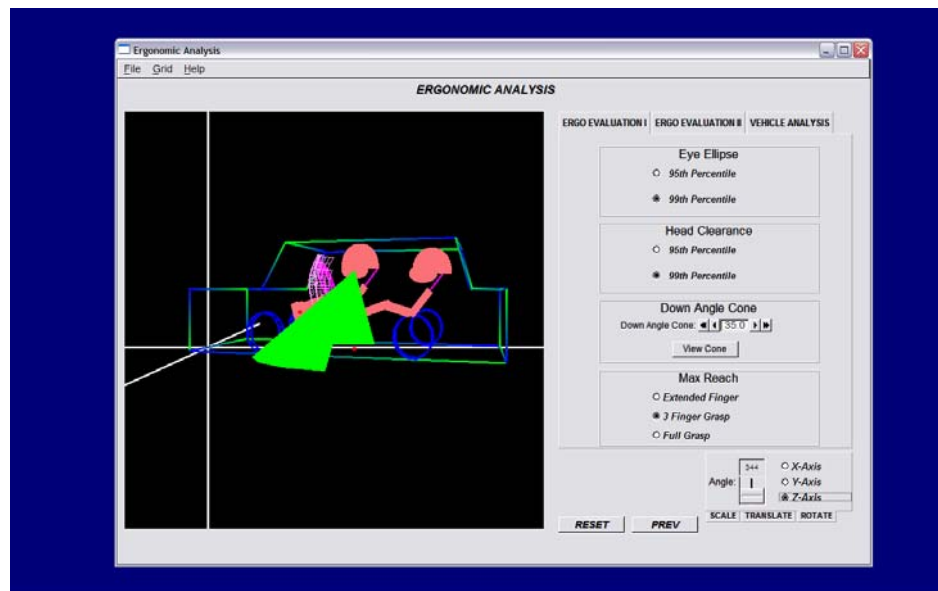 Ergonomic Analysis
File Grid Help
ERGONOMIC ANALYSIS
ERGO EVALUATION I ERGO EVALUATION II VEHICLE ANALYSIS
Eye Ellipse
95th Percentile
99th Percentile
Head Clearance
95th Percentile
99th Percentile
Down Angle Cone
Down Angle Cone: 35.0
View Cone
Max Reach
Extended Finger
3 Finger Grasp
Full Grasp
344
X-Axis
Angle:
Y-Axis
Z-Axis
SCALE TRANSLATE ROTATE
RESET PREV